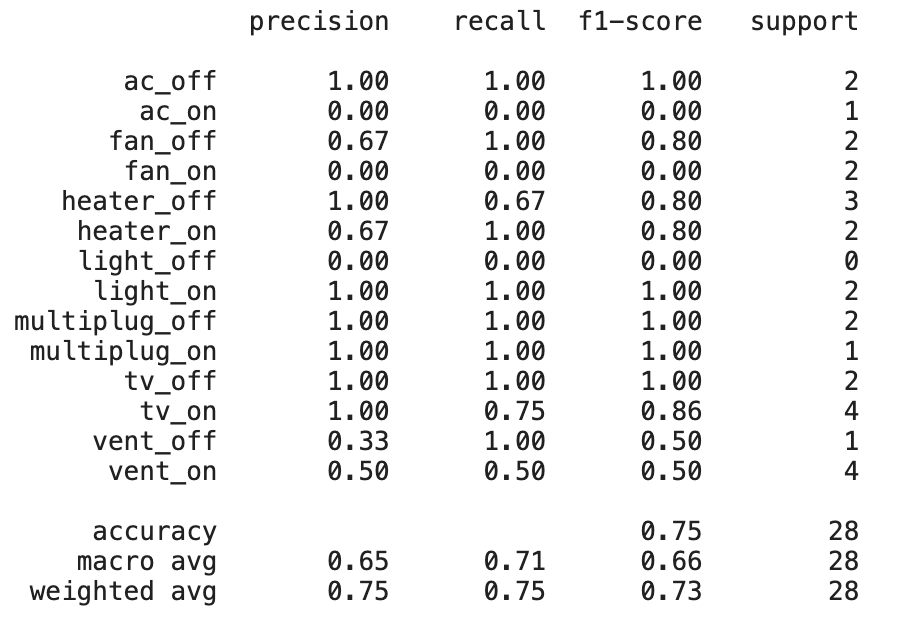 precision recall f1-score support
ac_off 1.00 1.00 1.00 2
ac_on 0.00 0.00 0.00 1
fan_off 0.67 1.00 0.80 2
fan_on 0.00 0.00 0.00 2
heater_off 1.00 0.67 0.80 3
heater_on 0.67 1.00 0.80 2
light_off 0.00 0.00 0.00 0
light_on 1.00 1.00 1.00 2
multiplug_off 1.00 1.00 1.00 2
multiplug_on 1.00 1.00 1.00 1
tv_off 1.00 1.00 1.00 2
tv_on 1.00 0.75 0.86 4
vent_off 0.33 1.00 0.50 1
vent_on 0.50 0.50 0.50 4
accuracy 0.75 28
macro avg 0.65 0.71 0.66 28
weighted avg 0.75 0.75 0.73 28